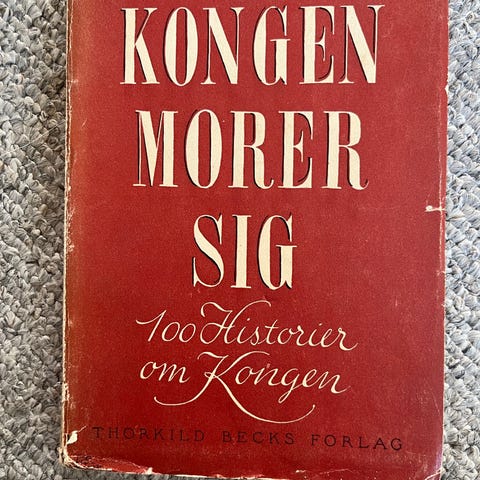 KONGEN
MORER
SIG
100 Historier
om Kongen
THORKILD BECKS FORLAG